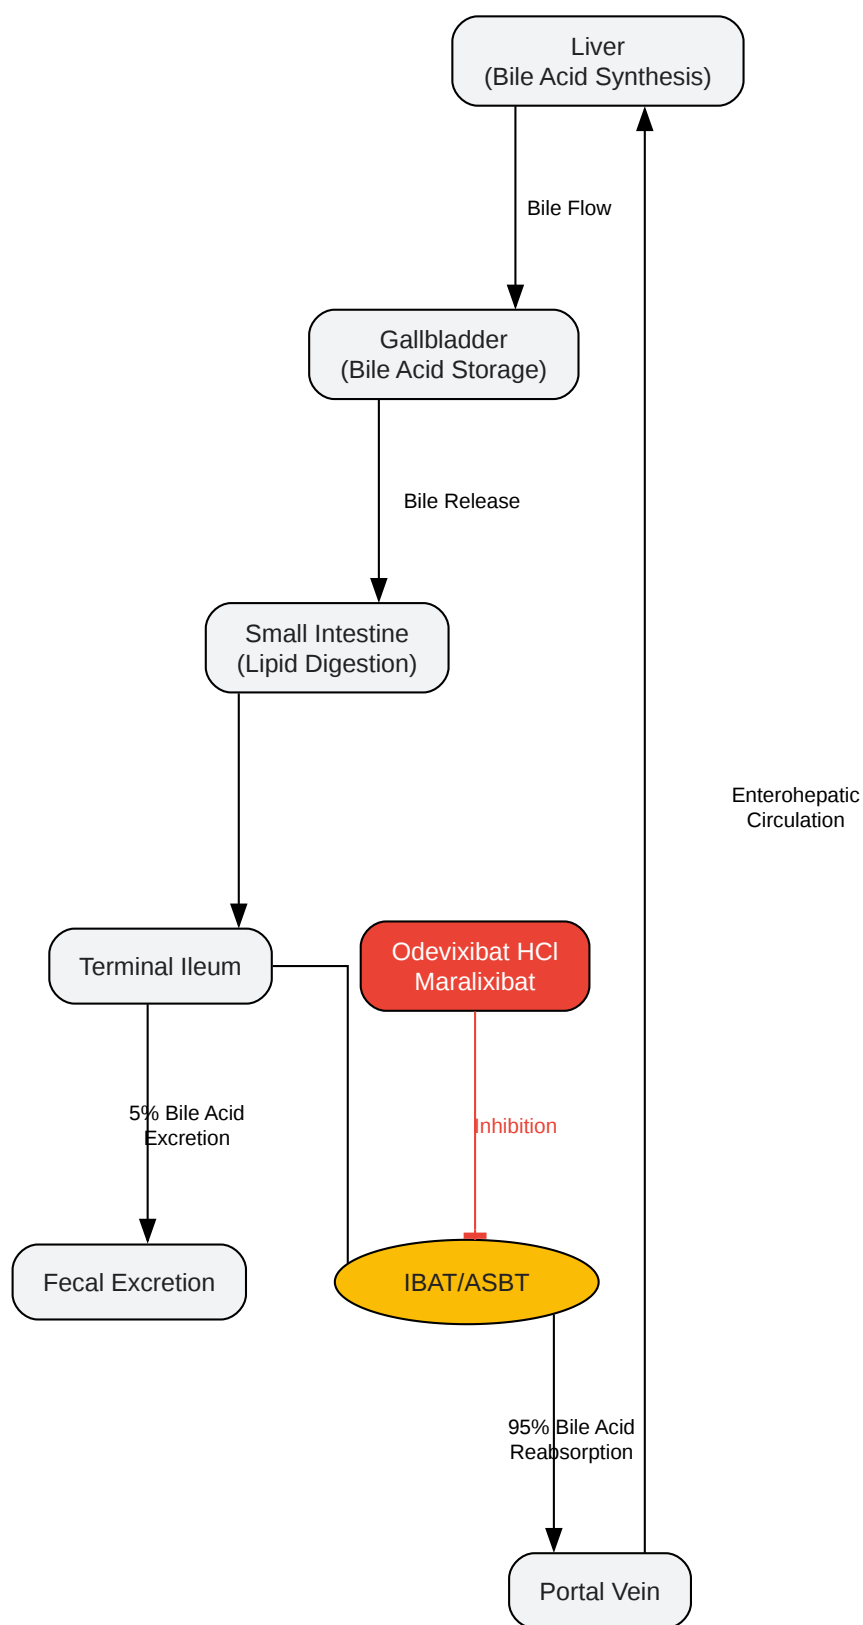 Liver
(Bile Acid Synthesis)
Bile Flow
Gallbladder
(Bile Acid Storage)
Bile Release
Small Intestine
(Lipid Digestion)
Enterohepatic
Circulation
Terminal Ileum
Odevixibat HCl
Maralixibat
5% Bile Acid
Excretion
Inhibition
Fecal Excretion
IBAT/ASBT
95% Bile Acid
Reabsorption
Portal Vein